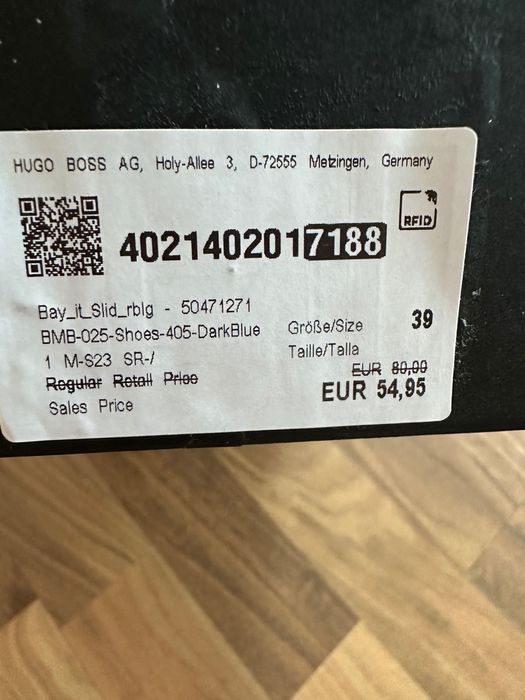 HUGO BOSS AG, Holy-Allee 3, D-72555 Metzingen, Germany
RFID
4021402017188
Bay_it_Slid_rblg - 50471271
BMB-025-Shoes-405-DarkBlue
Größe/Size 39
1 M-S23 SR-/
Taille/Talla
Regular Retail Price
EUR 80,00
Sales Price
EUR 54,95